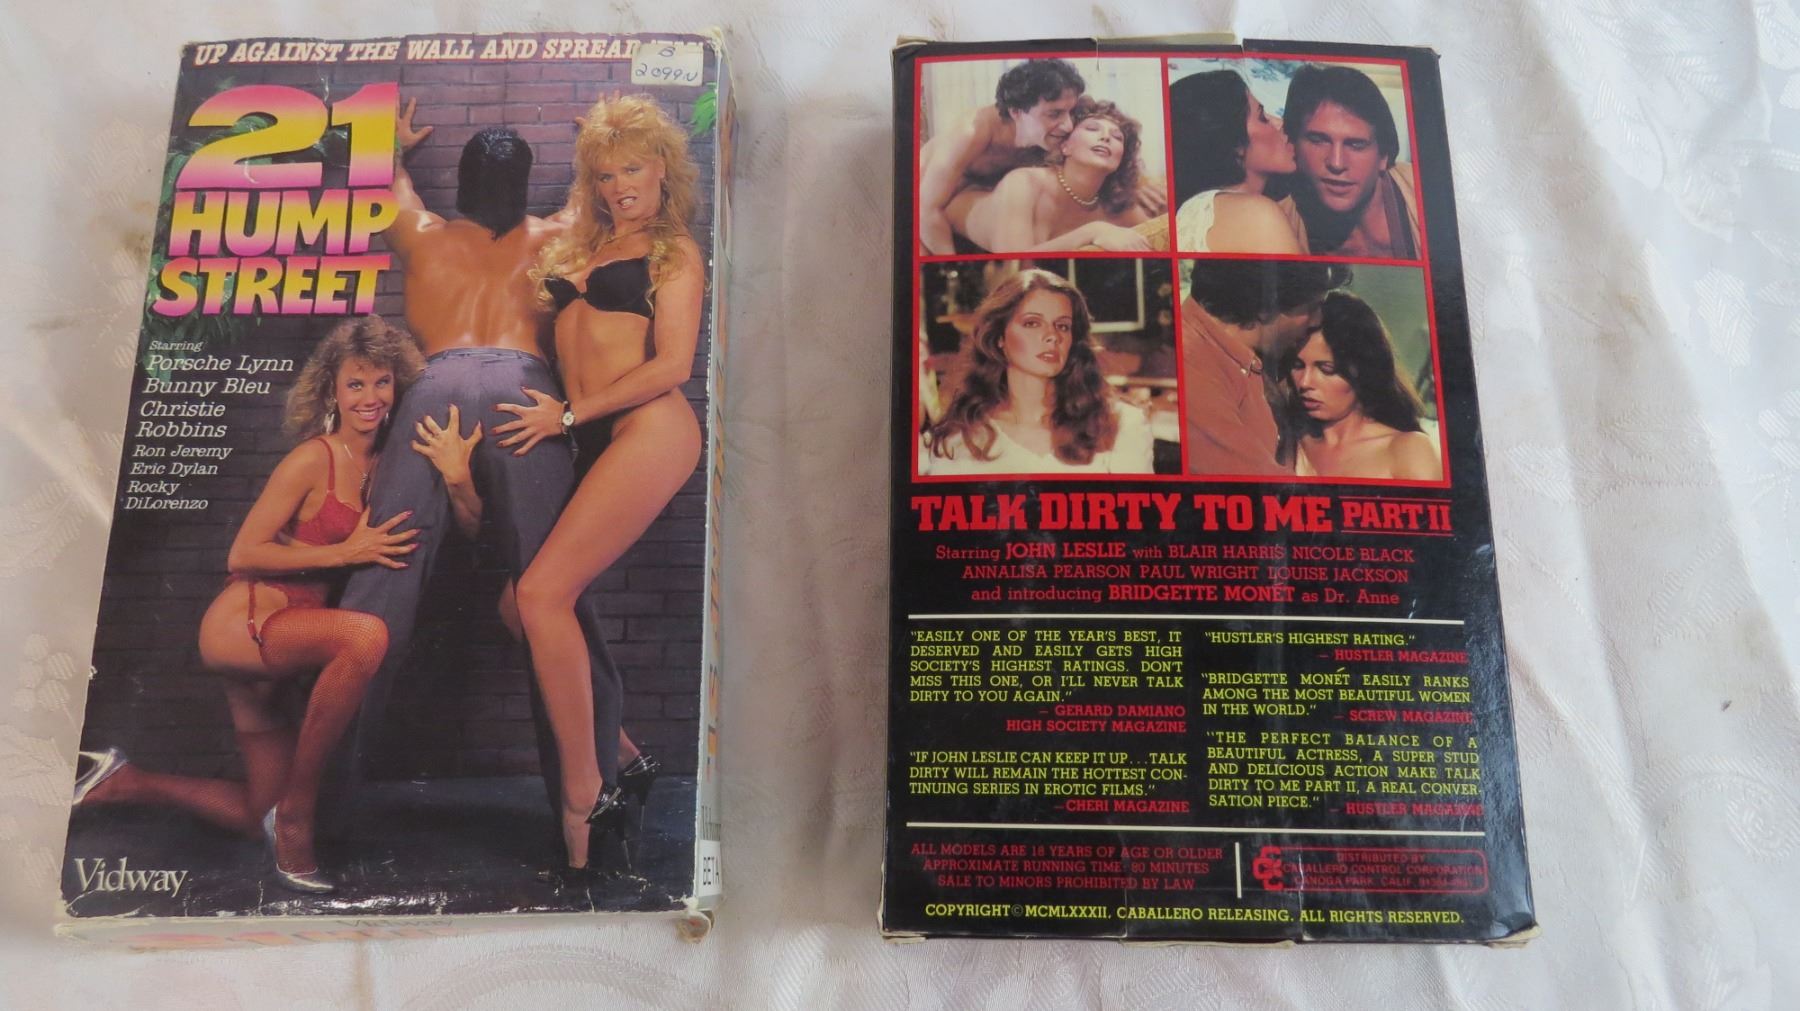 UP AGAINST THE WALL AND SPREAD
B
2099N
21
HUMP
STREET
Starring
Porsche Lynn
Bunny Bleu
Christie
Robbins
Ron Jeremy
Eric Dylan
Rocky
DiLorenzo
Vidway
BETA
TALK DIRTY TO ME PART II
Starring JOHN LESLIE with BLAIR HARRIS NICOLE BLACK
ANNALISA PEARSON PAUL WRIGHT LOUISE JACKSON
and introducing BRIDGETTE MONÉT as Dr. Anne
"EASILY ONE OF THE YEAR'S BEST, IT
DESERVED AND EASILY GETS HIGH
SOCIETY'S HIGHEST RATINGS. DON'T
MISS THIS ONE, OR I'LL NEVER TALK
DIRTY TO YOU AGAIN."
– GERARD DAMIANO
HIGH SOCIETY MAGAZINE
"IF JOHN LESLIE CAN KEEP IT UP...TALK
DIRTY WILL REMAIN THE HOTTEST CON-
TINUING SERIES IN EROTIC FILMS."
– CHERI MAGAZINE
"HUSTLER'S HIGHEST RATING."
– HUSTLER MAGAZINE
"BRIDGETTE MONÉT EASILY RANKS
AMONG THE MOST BEAUTIFUL WOMEN
IN THE WORLD." – SCREW MAGAZINE
"THE PERFECT BALANCE OF A
BEAUTIFUL ACTRESS, A SUPER STUD
AND DELICIOUS ACTION MAKE TALK
DIRTY TO ME PART II, A REAL CONVER-
SATION PIECE." – HUSTLER MAGAZINE
ALL MODELS ARE 18 YEARS OF AGE OR OLDER
APPROXIMATE RUNNING TIME: 80 MINUTES
SALE TO MINORS PROHIBITED BY LAW
DISTRIBUTED BY
CABALLERO CONTROL CORPORATION
CANOGA PARK, CALIF.
COPYRIGHT © MCMLXXXII, CABALLERO RELEASING. ALL RIGHTS RESERVED.